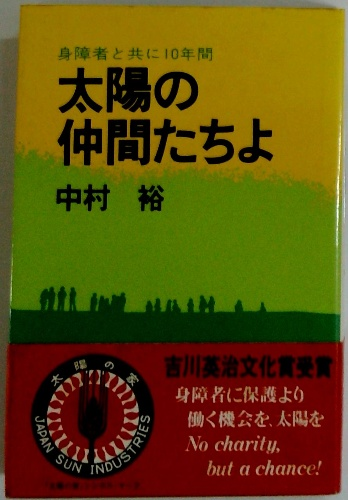 身障者と共に10年間
太陽の
仲間たちよ
中村 裕
吉川英治文化賞受賞
身障者に保護より
働く機会を、太陽を
No charity,
but a chance!
太陽の家
JAPAN SUN INDUSTRIES